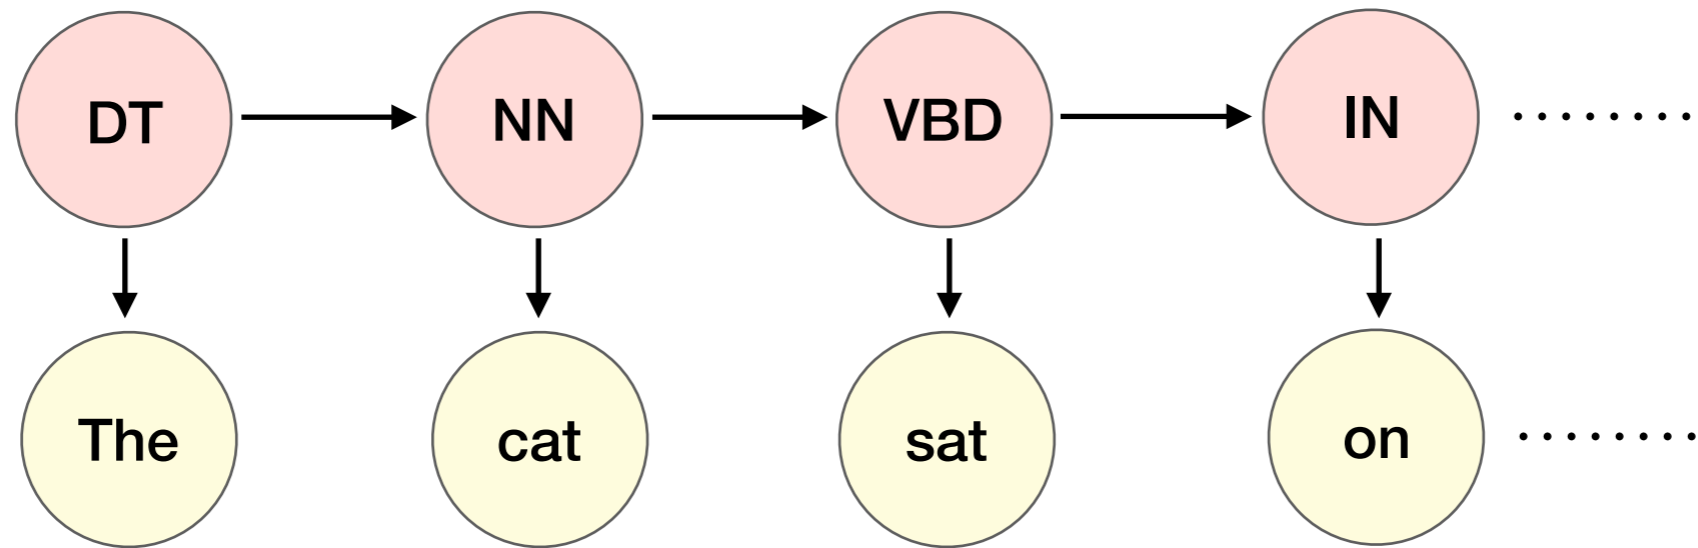 DT NN VBD IN ........
The cat sat on ........